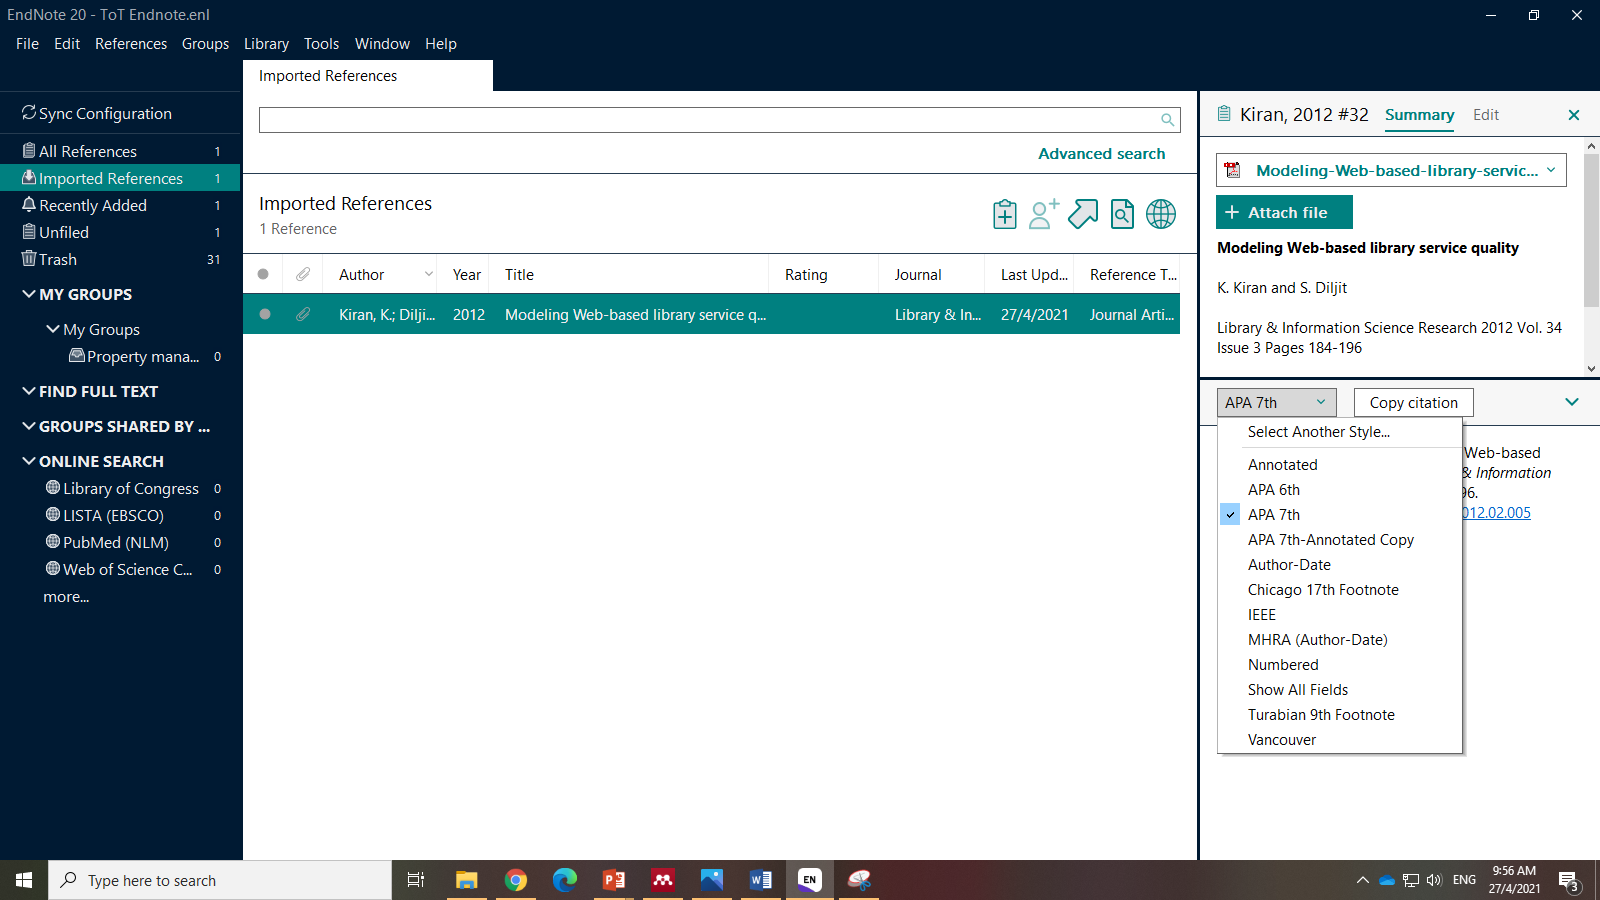 EndNote 20 - ToT Endnote.enl
File Edit References Groups Library Tools Window Help
Sync Configuration
All References 1
Imported References 1
Recently Added 1
Unfiled 1
Trash 31
MY GROUPS
My Groups
Property mana... 0
FIND FULL TEXT
GROUPS SHARED BY ...
ONLINE SEARCH
Library of Congress 0
LISTA (EBSCO) 0
PubMed (NLM) 0
Web of Science C... 0
more...
Imported References
Advanced search
Imported References
1 Reference
Author Year Title Rating Journal Last Upd... Reference T...
Kiran, K.; Dilji... 2012 Modeling Web-based library service q... Library & In... 27/4/2021 Journal Arti...
Kiran, 2012 #32 Summary Edit
Modeling-Web-based-library-servic...
+ Attach file
Modeling Web-based library service quality
K. Kiran and S. Diljit
Library & Information Science Research 2012 Vol. 34
Issue 3 Pages 184-196
APA 7th Copy citation
Select Another Style...
Annotated
APA 6th
APA 7th
APA 7th-Annotated Copy
Author-Date
Chicago 17th Footnote
IEEE
MHRA (Author-Date)
Numbered
Show All Fields
Turabian 9th Footnote
Vancouver
Web-based
& Information
96.
012.02.005
Type here to search
EN
ENG
9:56 AM
27/4/2021
3